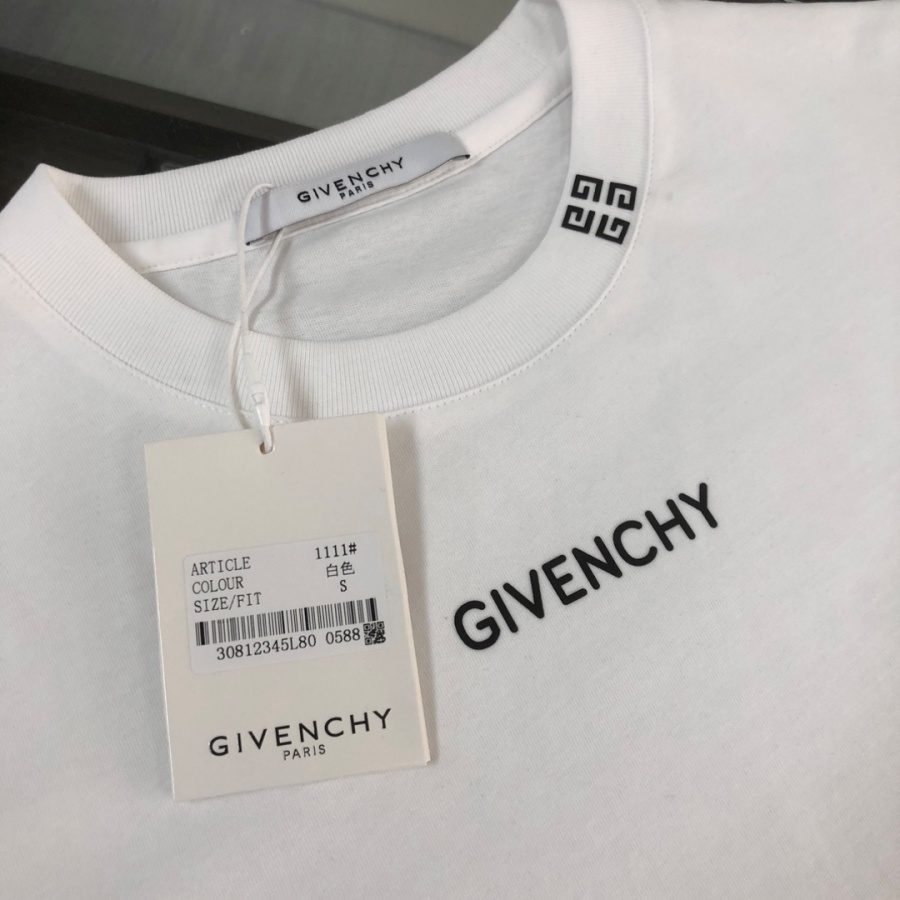 GIVENCHY
PARIS
GIVENCHY
ARTICLE 1111#
COLOUR 白色
SIZE/FIT S
30812345L80 0588
GIVENCHY
PARIS